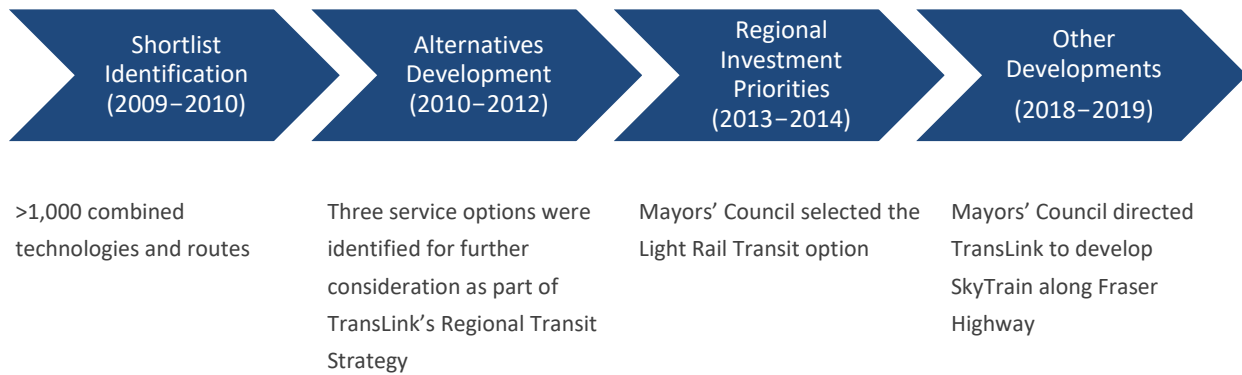 Shortlist
Identification
(2009–2010)
Alternatives
Development
(2010–2012)
Regional
Investment
Priorities
(2013–2014)
Other
Developments
(2018–2019)
>1,000 combined
technologies and routes
Three service options were
identified for further
consideration as part of
TransLink’s Regional Transit
Strategy
Mayors’ Council selected the
Light Rail Transit option
Mayors’ Council directed
TransLink to develop
SkyTrain along Fraser
Highway